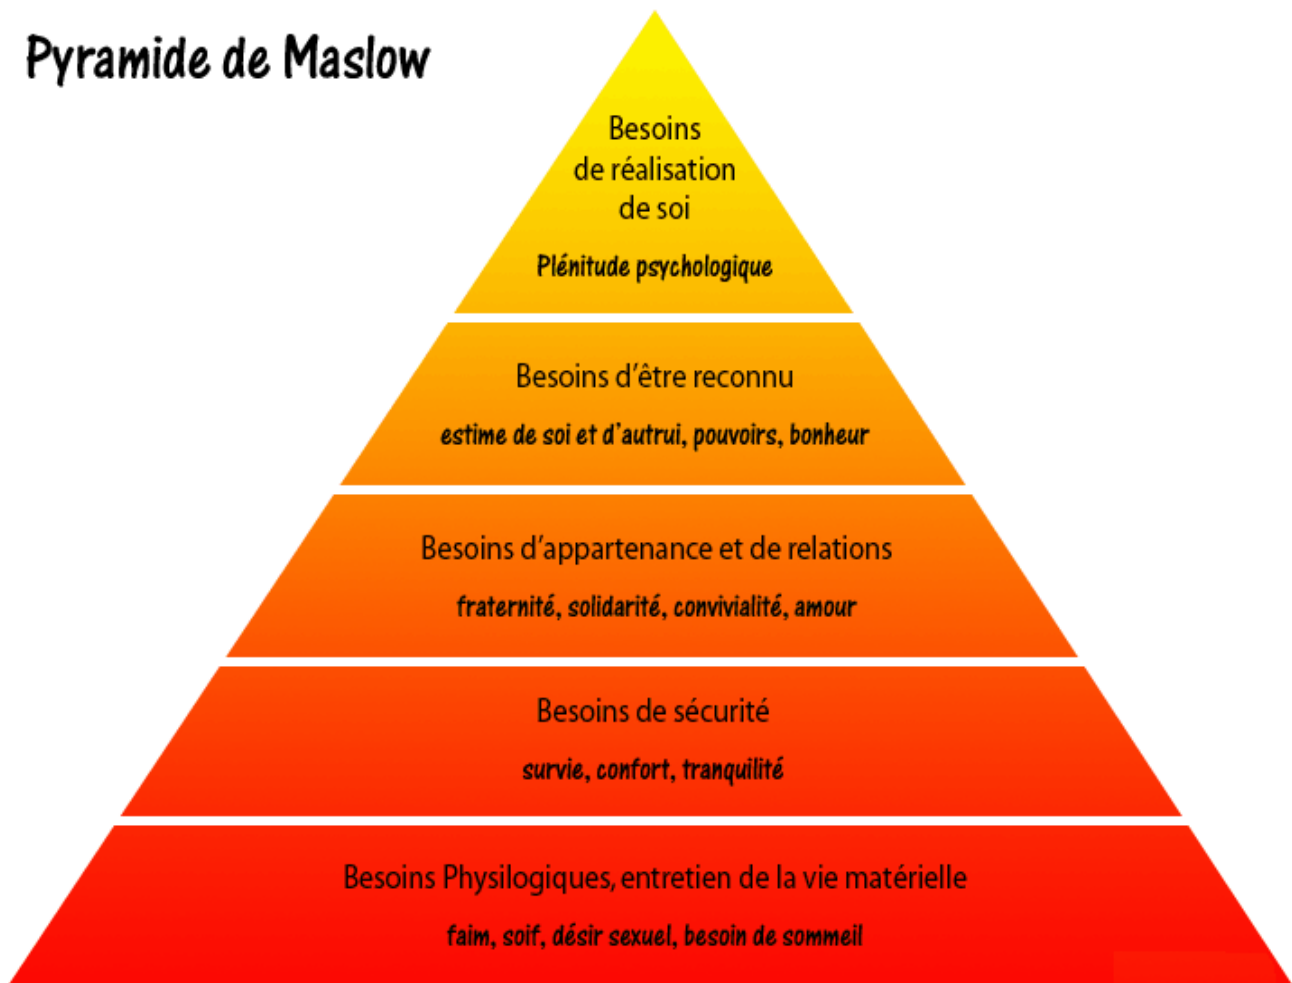 Pyramide de Maslow
Besoins
de réalisation
de soi
Plénitude psychologique
Besoins d'être reconnu
estime de soi et d'autrui, pouvoirs, bonheur
Besoins d'appartenance et de relations
fraternité, solidarité, convivialité, amour
Besoins de sécurité
survie, confort, tranquilité
Besoins Physilogiques, entretien de la vie matérielle
faim, soif, désir sexuel, besoin de sommeil